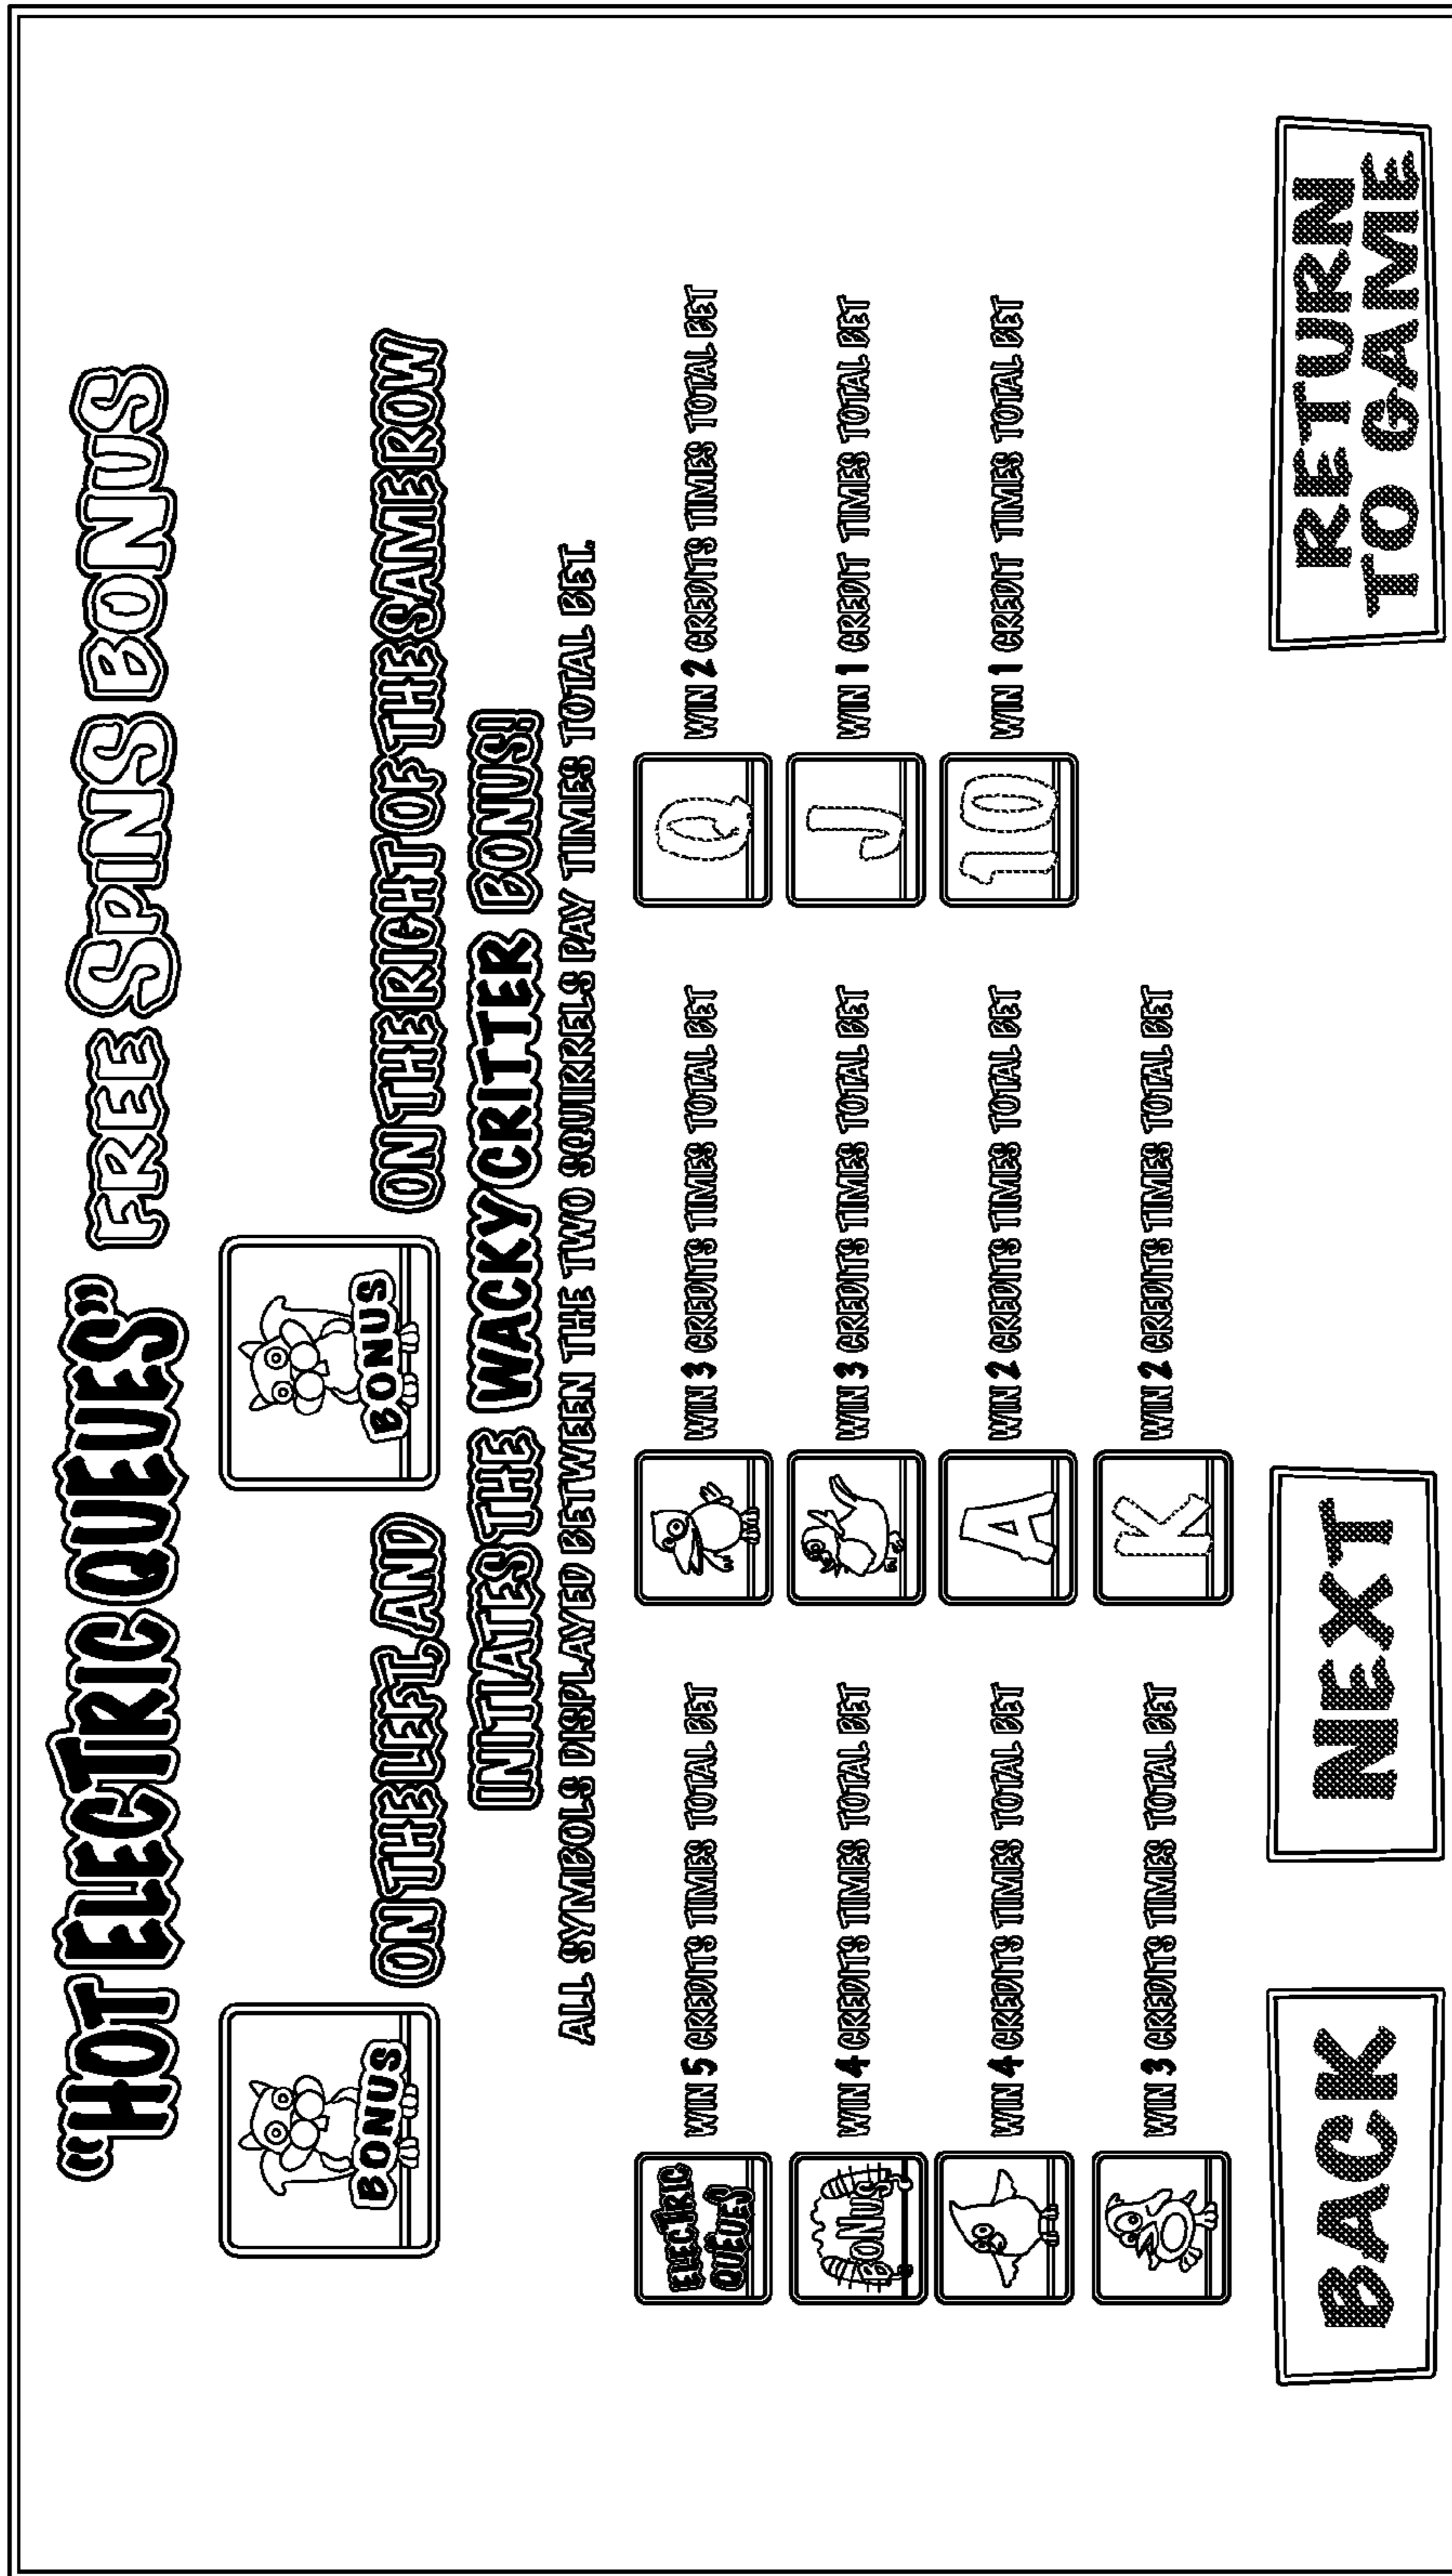 "HOT ELECTRIC QUEUES" FREE SPINS BONUS
BONUS
ON THE LEFT, AND
BONUS
ON THE RIGHT OF THE SAME ROW
INITIATES THE WACKY CRITTER BONUS!
ALL SYMBOLS DISPLAYED BETWEEN THE TWO SQUIRRELS PAY TIMES TOTAL BET.
ELECTRIC
QUEUES
WIN 5 CREDITS TIMES TOTAL BET
BONUS
WIN 4 CREDITS TIMES TOTAL BET
WIN 4 CREDITS TIMES TOTAL BET
WIN 3 CREDITS TIMES TOTAL BET
WIN 3 CREDITS TIMES TOTAL BET
WIN 3 CREDITS TIMES TOTAL BET
A WIN 2 CREDITS TIMES TOTAL BET
K WIN 2 CREDITS TIMES TOTAL BET
Q WIN 2 CREDITS TIMES TOTAL BET
J WIN 1 CREDIT TIMES TOTAL BET
10 WIN 1 CREDIT TIMES TOTAL BET
BACK
NEXT
RETURN
TO GAME